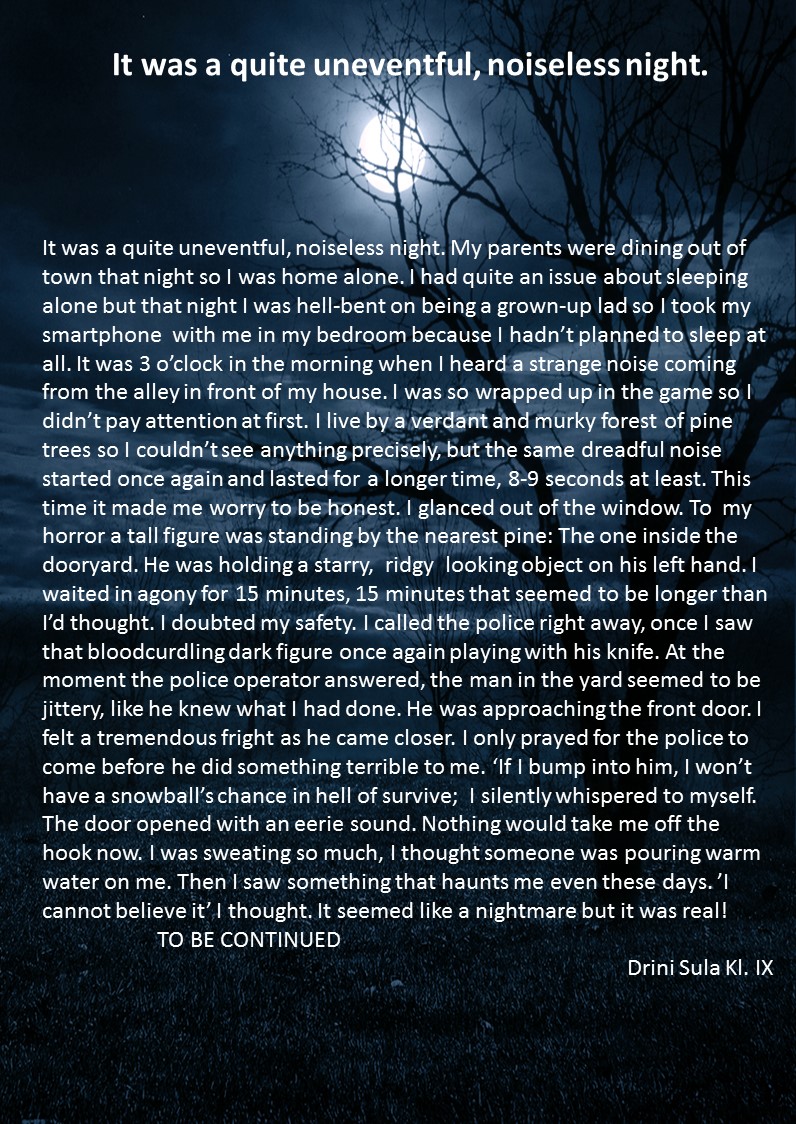 It was a quite uneventful, noiseless night.
It was a quite uneventful, noiseless night. My parents were dining out of
town that night so I was home alone. I had quite an issue about sleeping
alone but that night I was hell-bent on being a grown-up lad so I took my
smartphone with me in my bedroom because I hadn't planned to sleep at
all. It was 3 o'clock in the morning when I heard a strange noise coming
from the alley in front of my house. I was so wrapped up in the game so I
didn't pay attention at first. I live by a verdant and murky forest of pine
trees so I couldn't see anything precisely, but the same dreadful noise
started once again and lasted for a longer time, 8-9 seconds at least. This
time it made me worry to be honest. I glanced out of the window. To my
horror a tall figure was standing by the nearest pine: The one inside the
dooryard. He was holding a starry, ridgy looking object on his left hand. I
waited in agony for 15 minutes, 15 minutes that seemed to be longer than
I'd thought. I doubted my safety. I called the police right away, once I saw
that bloodcurdling dark figure once again playing with his knife. At the
moment the police operator answered, the man in the yard seemed to be
jittery, like he knew what I had done. He was approaching the front door. I
felt a tremendous fright as he came closer. I only prayed for the police to
come before he did something terrible to me. 'If I bump into him, I won't
have a snowball's chance in hell of survive; I silently whispered to myself.
The door opened with an eerie sound. Nothing would take me off the
hook now. I was sweating so much, I thought someone was pouring warm
water on me. Then I saw something that haunts me even these days. 'I
cannot believe it' I thought. It seemed like a nightmare but it was real!
TO BE CONTINUED
Drini Sula Kl. IX